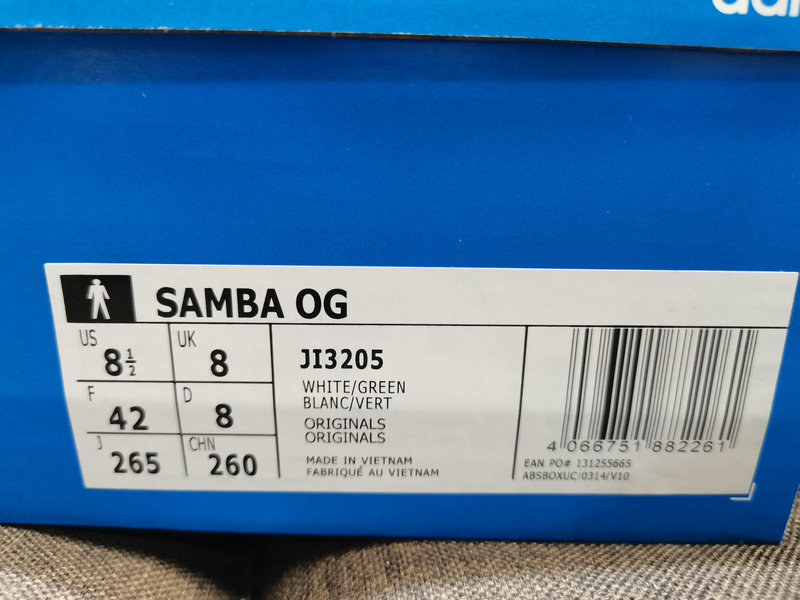 SAMBA OG
US 8½
UK 8
F 42
D 8
J 265
CHN 260
JI3205
WHITE/GREEN
BLANC/VERT
ORIGINALS
ORIGINALS
MADE IN VIETNAM
FABRIQUÉ AU VIETNAM
4 066751 882261
EAN PO# 131255665
ABSBOXUC/0314/V10